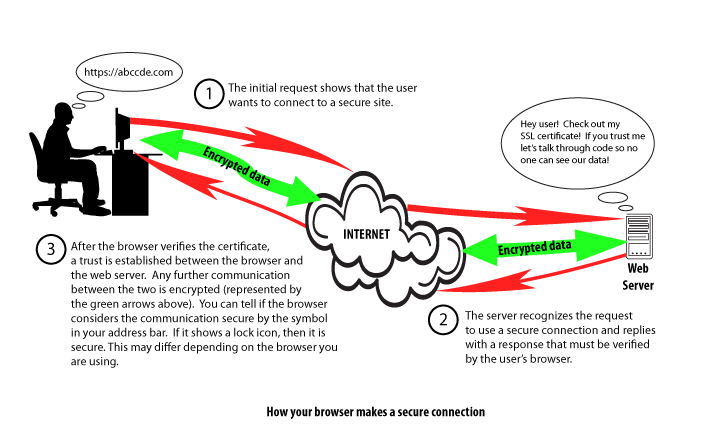 https://abccde.com
1
The initial request shows that the user
wants to connect to a secure site.
Hey user!  Check out my
SSL certificate!  If you trust me
let's talk through code so no
one can see our data!
Encrypted data
INTERNET
Encrypted data
Web
Server
3
After the browser verifies the certificate,
a trust is established between the browser and
the web server.  Any further communication
between the two is encrypted (represented by
the green arrows above).  You can tell if the browser
considers the communication secure by the symbol
in your address bar.  If it shows a lock icon, then it is
secure. This may differ depending on the browser you
are using.
2
The server recognizes the request
to use a secure connection and replies
with a response that must be verified
by the user's browser.
How your browser makes a secure connection